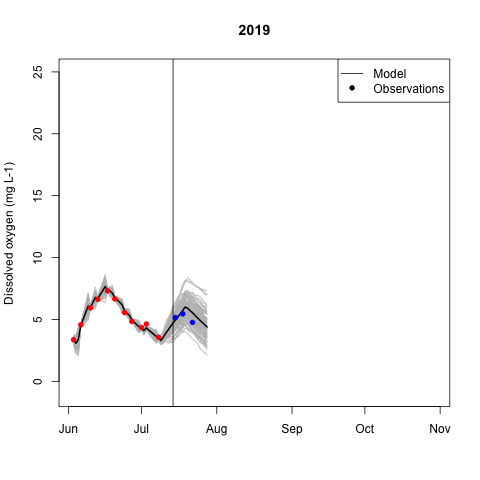 2019
Model
Observations
Dissolved oxygen (mg L-1)
25
20
15
10
5
0
Jun Jul Aug Sep Oct Nov